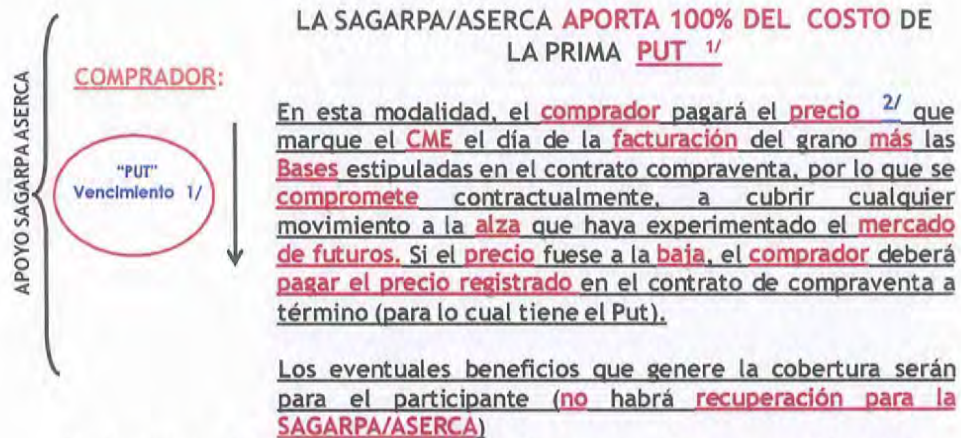 LA SAGARPA/ASERCA APORTA 100% DEL COSTO DE
LA PRIMA PUT 1/
APOYO SAGARPA ASERCA
COMPRADOR:
"PUT"
Vencimiento 1/
En esta modalidad, el comprador pagará el precio 2/ que
marque el CME el día de la facturación del grano más las
Bases estipuladas en el contrato compraventa, por lo que se
compromete contractualmente, a cubrir cualquier
movimiento a la alza que haya experimentado el mercado
de futuros. Si el precio fuese a la baja, el comprador deberá
pagar el precio registrado en el contrato de compraventa a
término (para lo cual tiene el Put).
Los eventuales beneficios que genere la cobertura serán
para el participante (no habrá recuperación para la
SAGARPA/ASERCA)